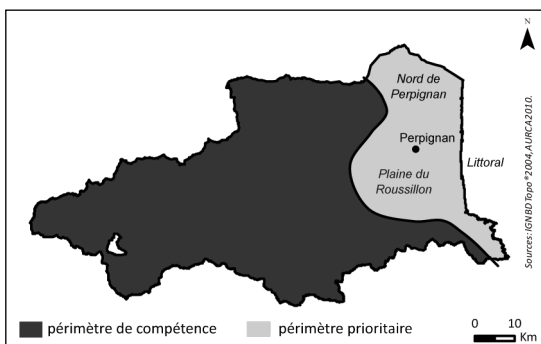 N
Nord de
Perpignan
Perpignan
Littoral
Plaine du
Roussillon
Sources:IGNBDTopo®2004,AURCA2010.
périmètre de compétence
périmètre prioritaire
0 10
Km